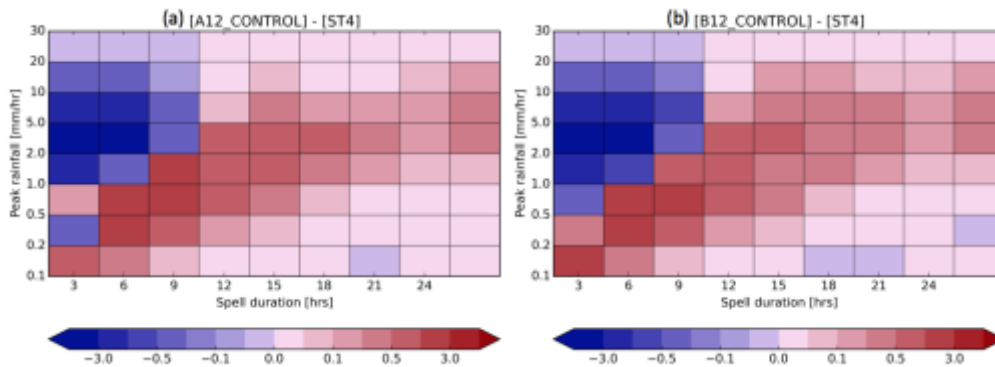 (a) [A12_CONTROL] - [ST4]
Peak rainfall [mm/hr]
30
20
10
5.0
2.0
1.0
0.5
0.2
0.1
3 6 9 12 15 18 21 24
Spell duration [hrs]
−3.0 −0.5 −0.1 0.0 0.1 0.5 3.0
(b) [B12_CONTROL] - [ST4]
Peak rainfall [mm/hr]
30
20
10
5.0
2.0
1.0
0.5
0.2
0.1
3 6 9 12 15 18 21 24
Spell duration [hrs]
−3.0 −0.5 −0.1 0.0 0.1 0.5 3.0